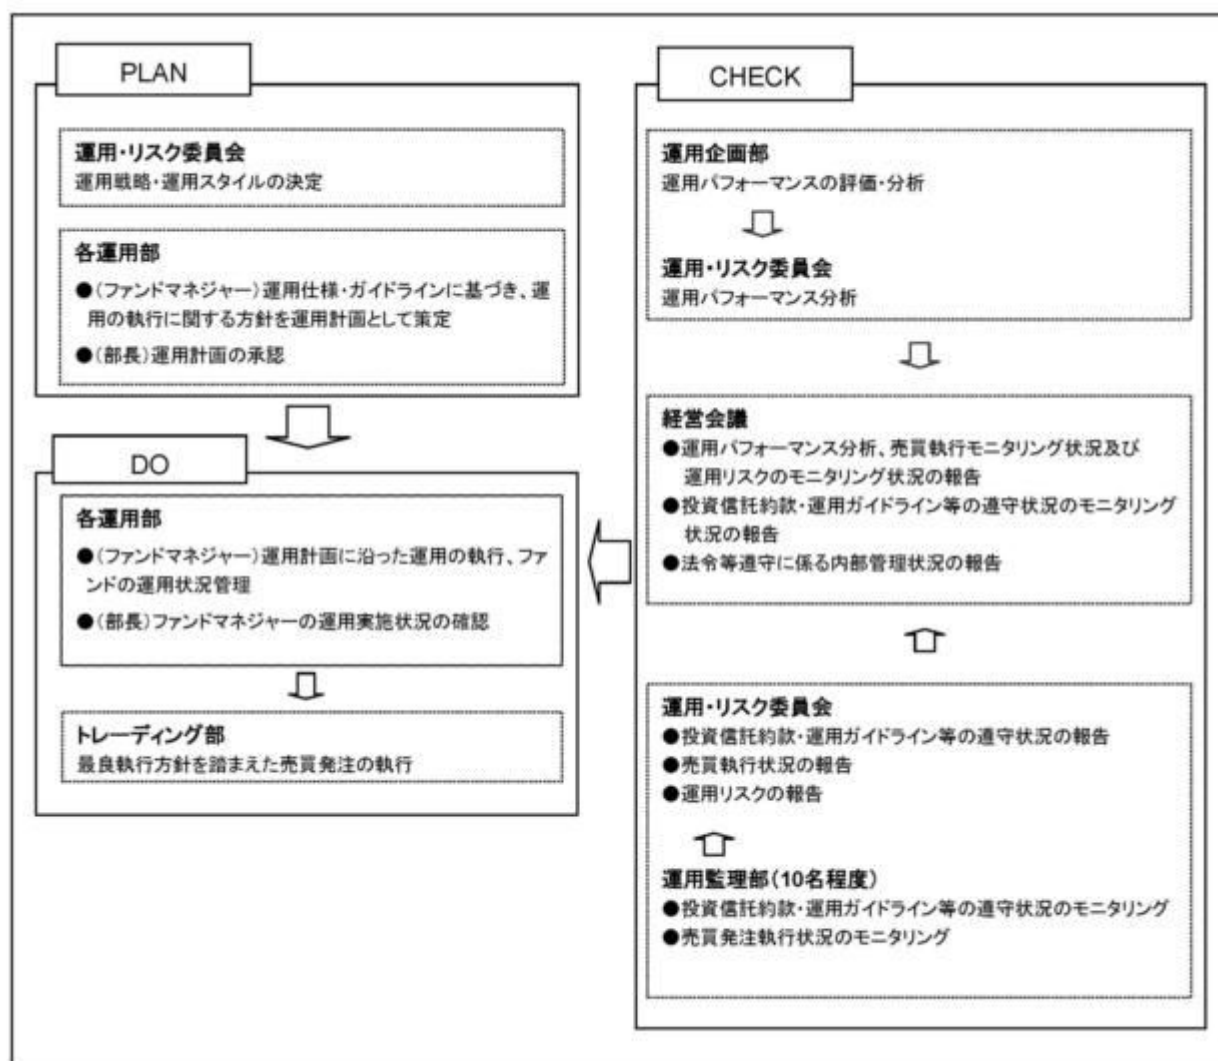 PLAN
運用・リスク委員会
運用戦略・運用スタイルの決定
各運用部
●(ファンドマネジャー)運用仕様・ガイドラインに基づき、運
用の執行に関する方針を運用計画として策定
●(部長)運用計画の承認
DO
各運用部
●(ファンドマネジャー)運用計画に沿った運用の執行、ファ
ンドの運用状況管理
●(部長)ファンドマネジャーの運用実施状況の確認
トレーディング部
最良執行方針を踏まえた売買発注の執行
CHECK
運用企画部
運用パフォーマンスの評価・分析
運用・リスク委員会
運用パフォーマンス分析
経営会議
●運用パフォーマンス分析、売買執行モニタリング状況及び
運用リスクのモニタリング状況の報告
●投資信託約款・運用ガイドライン等の遵守状況のモニタリング
状況の報告
●法令等遵守に係る内部管理状況の報告
運用・リスク委員会
●投資信託約款・運用ガイドライン等の遵守状況の報告
●売買執行状況の報告
●運用リスクの報告
運用監理部(10名程度)
●投資信託約款・運用ガイドライン等の遵守状況のモニタリング
●売買発注執行状況のモニタリング